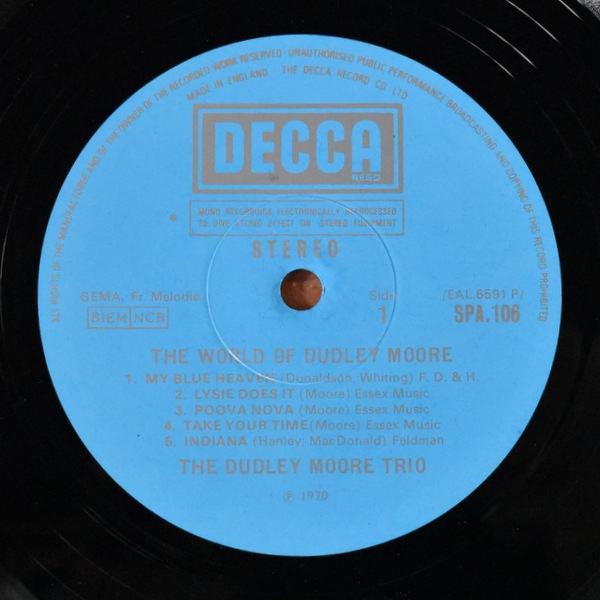 ALL RIGHTS OF THE MANUFACTURER AND OF THE OWNER OF THE RECORDED WORK RESERVED · UNAUTHORISED PUBLIC PERFORMANCE BROADCASTING AND COPYING OF THIS RECORD PROHIBITED
MADE IN ENGLAND THE DECCA RECORD CO LTD
DECCA
REGD
MONO RECORDINGS ELECTRONICALLY REPROCESSED
TO GIVE STEREO EFFECT ON STEREO EQUIPMENT
STEREO
GEMA, Fr. Melodie
BIEM NCB
Side
1
/EAL.6591 P/
SPA.106
THE WORLD OF DUDLEY MOORE
1. MY BLUE HEAVEN (Donaldson, Whiting) F. D. & H.
2. LYSIE DOES IT (Moore) Essex Music
3. POOVA NOVA (Moore) Essex Music
4. TAKE YOUR TIME (Moore) Essex Music
5. INDIANA (Hanley; MacDonald) Feldman
THE DUDLEY MOORE TRIO
℗ 1970